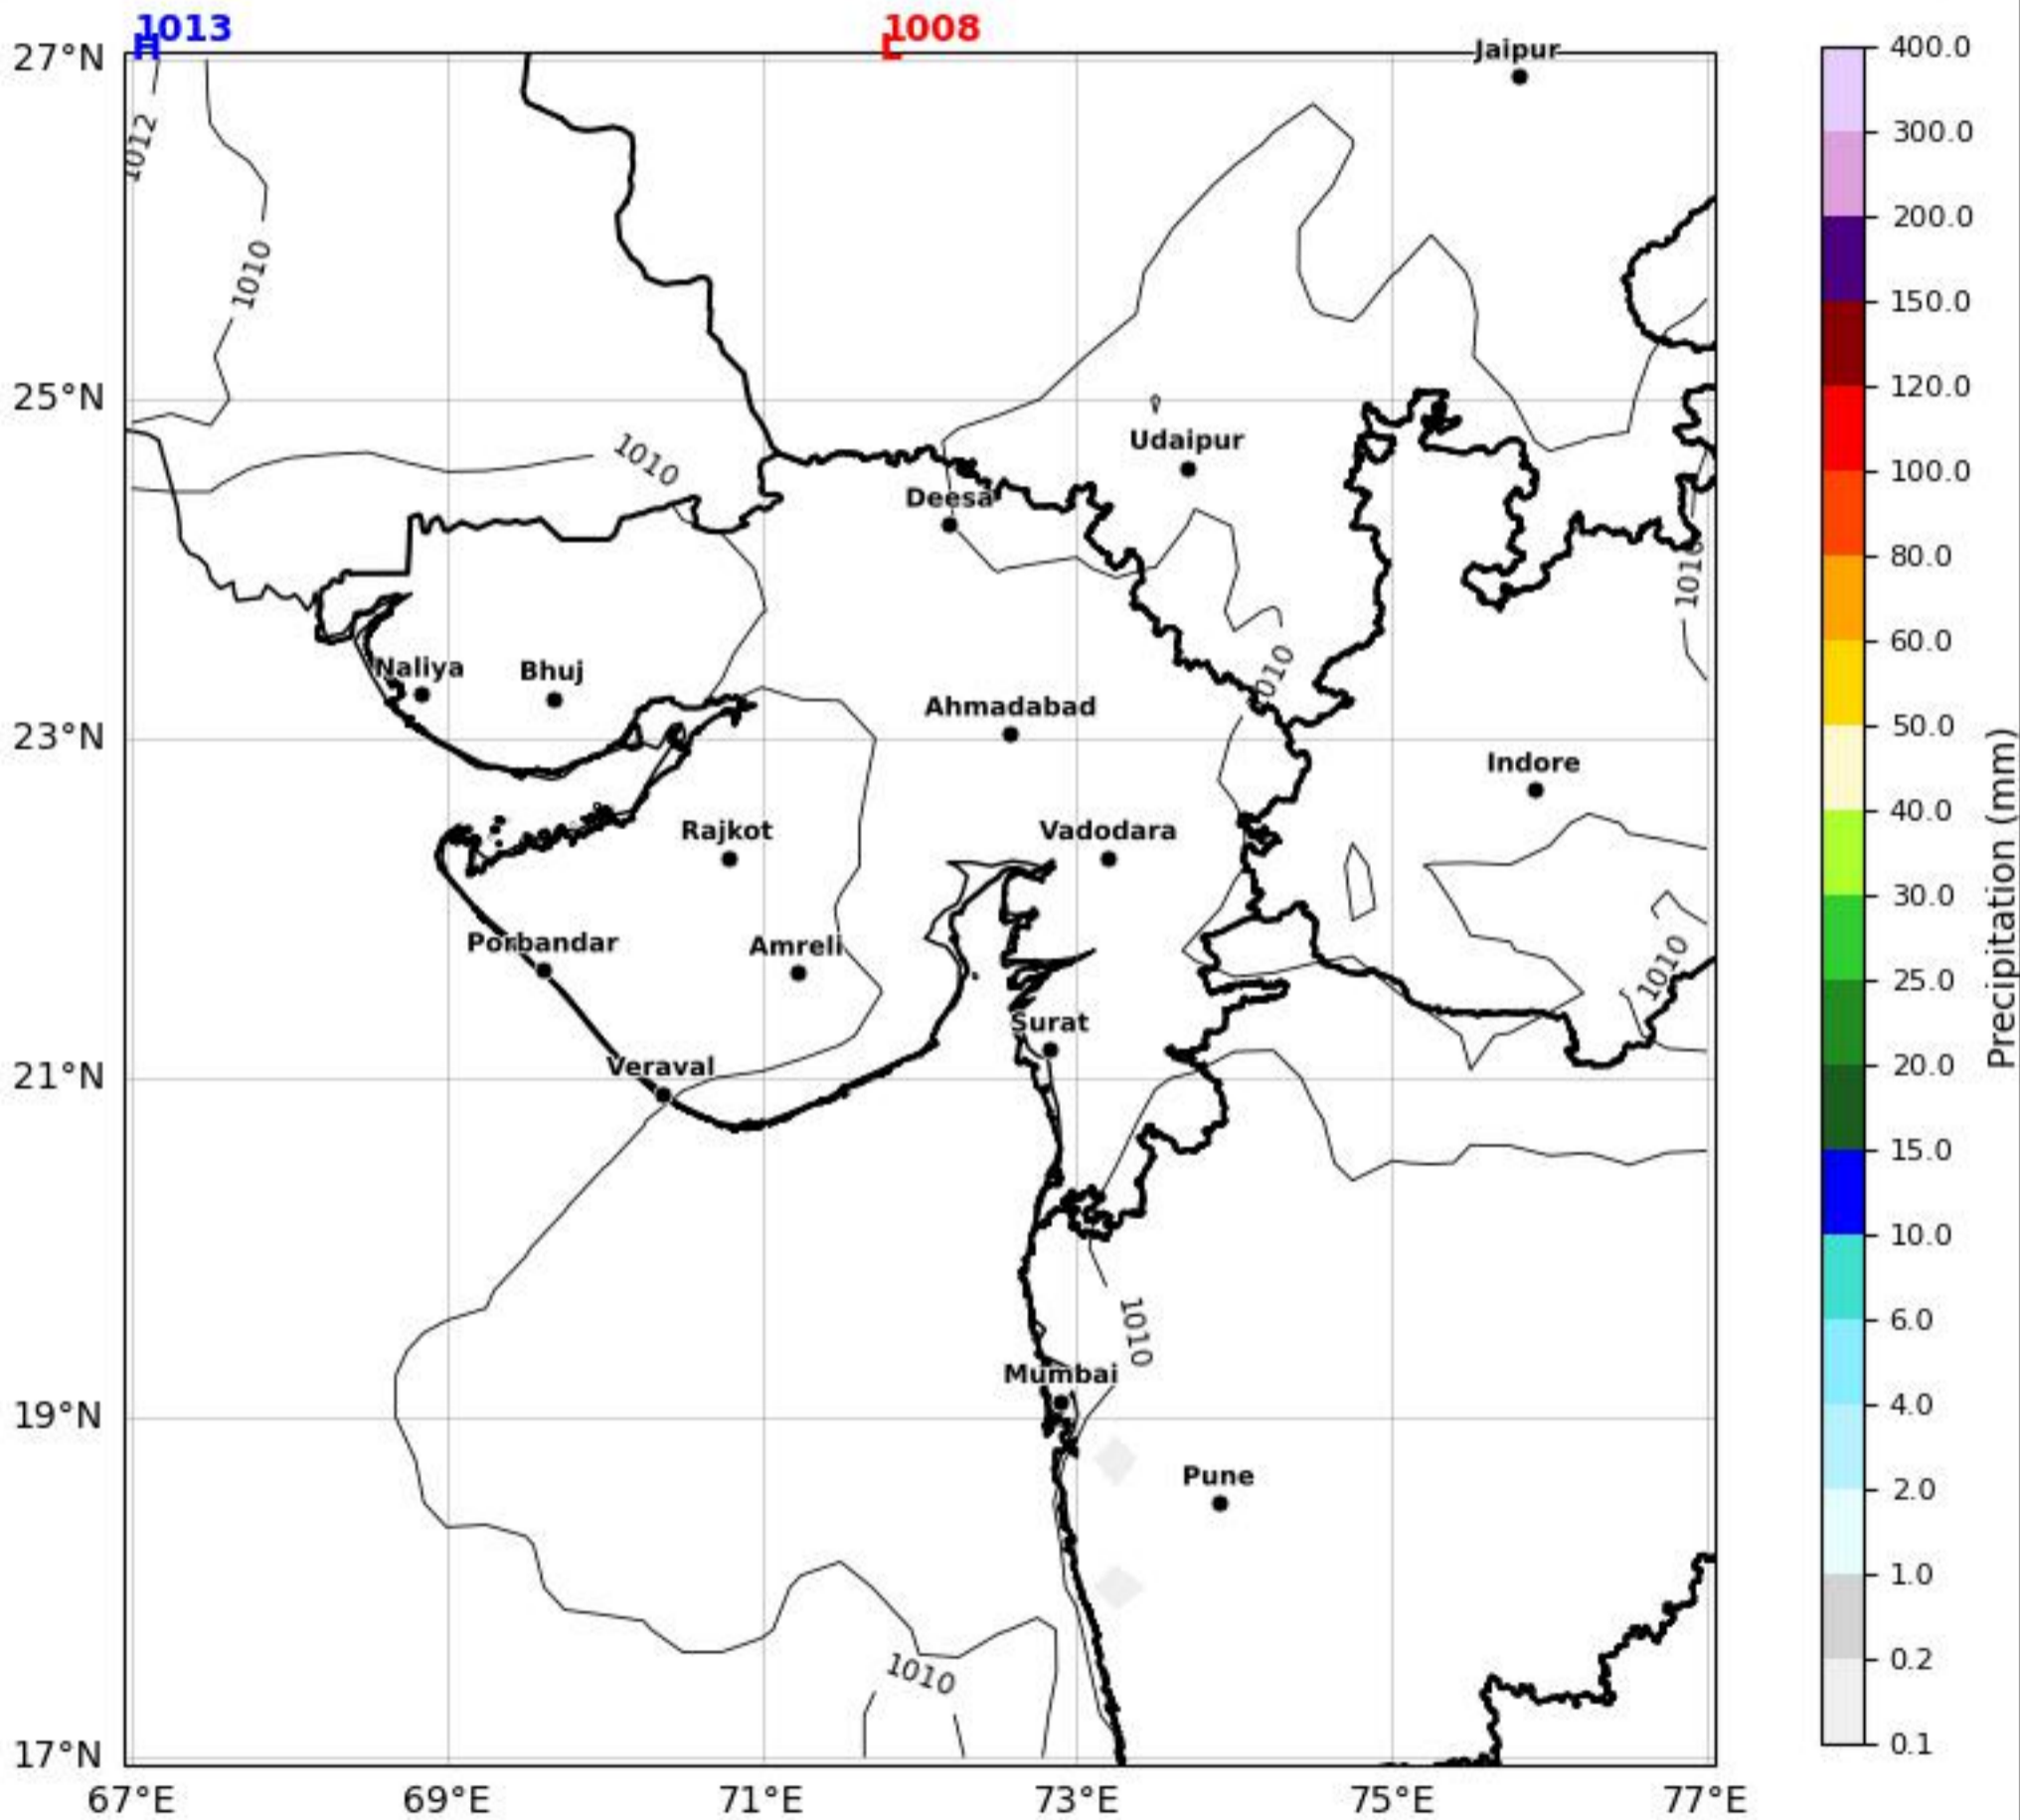 1013
H
1008
L
Jaipur
27°N
25°N
23°N
21°N
19°N
17°N
67°E
69°E
71°E
73°E
75°E
77°E
1012
1010
1010
Udaipur
Deesa
1010
Naliya
Bhuj
1010
Ahmadabad
Indore
Rajkot
Vadodara
Porbandar
Amreli
1010
Surat
Veraval
1010
Mumbai
Pune
1010
400.0
300.0
200.0
150.0
120.0
100.0
80.0
60.0
50.0
40.0
30.0
25.0
20.0
15.0
10.0
6.0
4.0
2.0
1.0
0.2
0.1
Precipitation (mm)